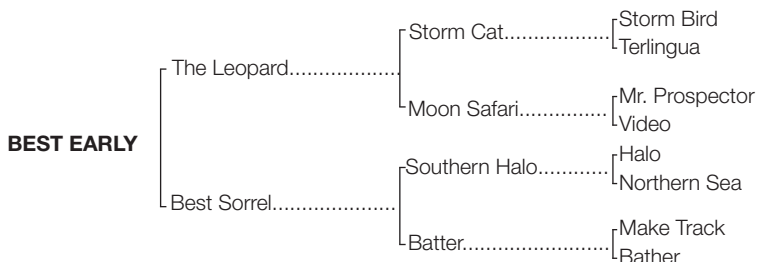 Storm Bird
Storm Cat...................
Terlingua
The Leopard...................
Mr. Prospector
Moon Safari...............
Video
BEST EARLY
Halo
Southern Halo............
Northern Sea
Best Sorrel.....................
Make Track
Batter.........................
Bather